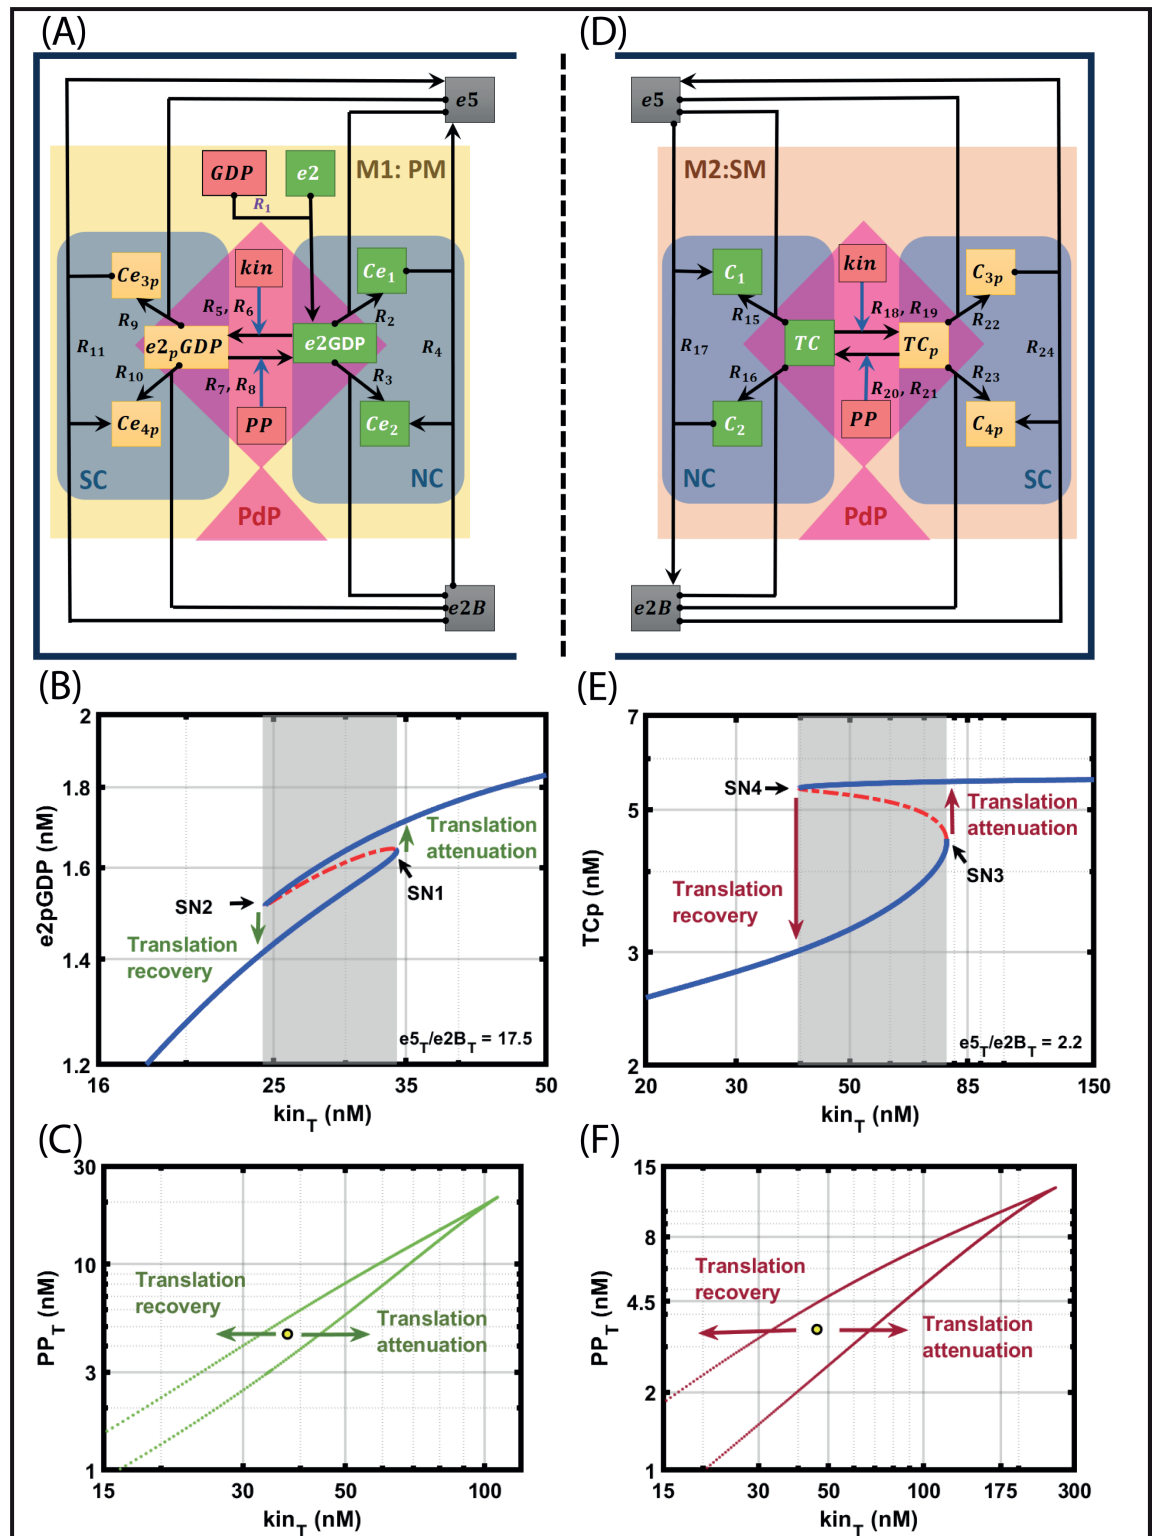 (A)
e5
GDP
e2
M1: PM
R1
Ce3p
kin
Ce1
R5, R6
R9
R2
R11
e2pGDP
e2GDP
R4
R10
R7, R8
R3
Ce4p
PP
Ce2
SC
NC
PdP
e2B
(D)
e5
M2:SM
C1
kin
C3p
R15
R18, R19
R22
R17
TC
TCp
R24
R16
R20, R21
R23
C2
PP
C4p
NC
SC
PdP
e2B
(B)
2
1.8
1.6
1.4
1.2
e2pGDP (nM)
Translation
attenuation
SN1
SN2
Translation
recovery
e5T/e2BT = 17.5
16
25
35
50
kinT (nM)
(E)
7
5
3
2
TCp (nM)
SN4
Translation
attenuation
SN3
Translation
recovery
e5T/e2BT = 2.2
20
30
50
85
150
kinT (nM)
(C)
30
10
3
1
PPT (nM)
Translation
recovery
Translation
attenuation
15
30
50
100
kinT (nM)
(F)
15
8
4.5
2
1
PPT (nM)
Translation
recovery
Translation
attenuation
15
30
100
175
300
kinT (nM)